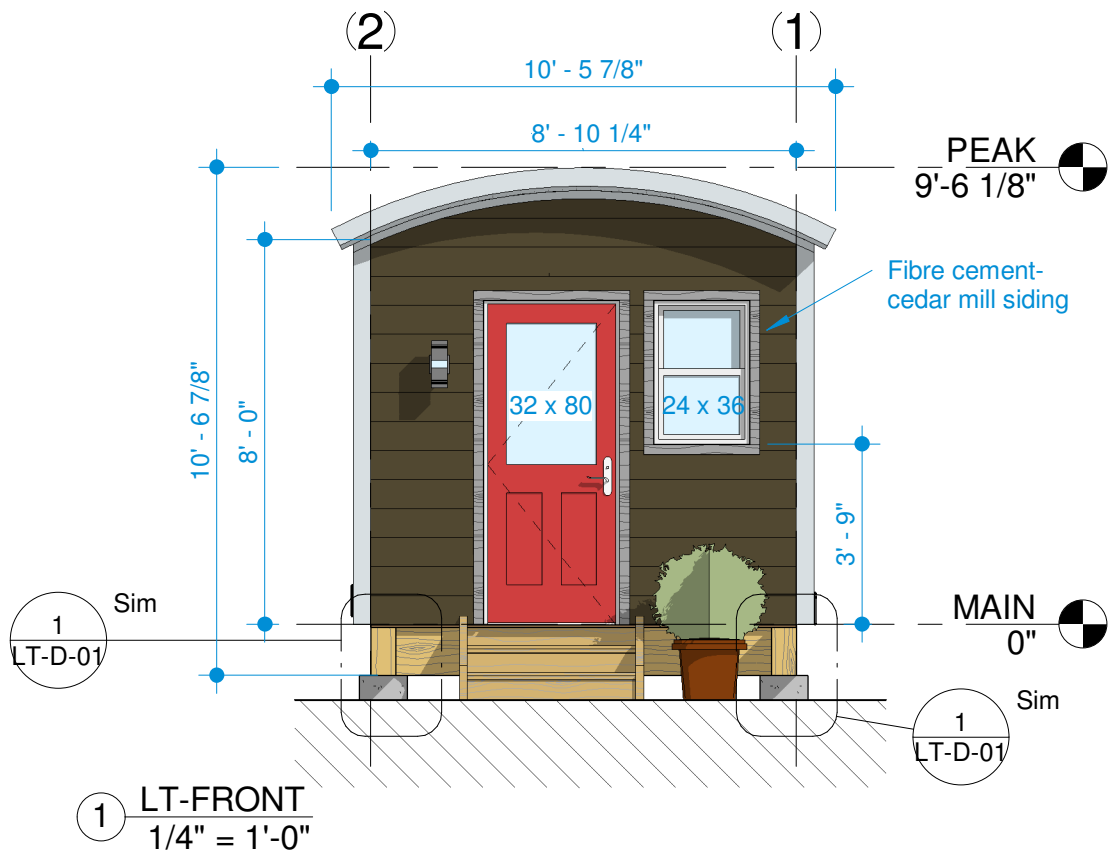 (2)
(1)
10' - 5 7/8"
8' - 10 1/4"
PEAK
9'-6 1/8"
Fibre cement-
cedar mill siding
10' - 6 7/8"
8' - 0"
32 x 80
24 x 36
3' - 9"
Sim
1
LT-D-01
MAIN
0"
Sim
1
LT-D-01
1
LT-FRONT
1/4" = 1'-0"